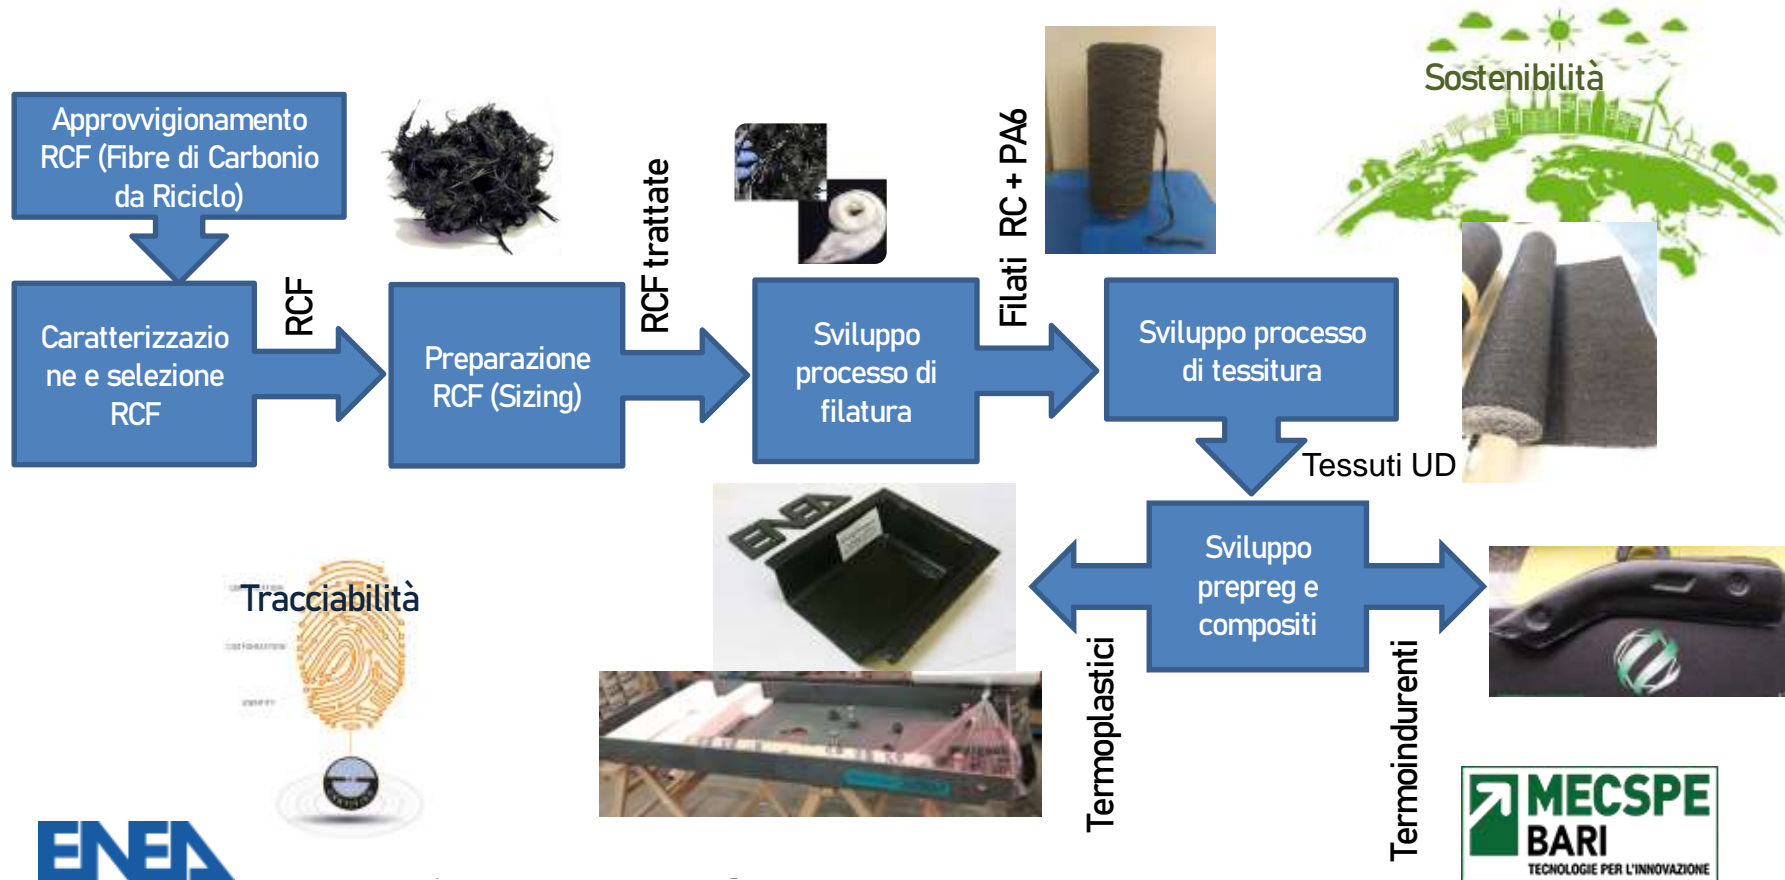 Sostenibilità
Approvvigionamento
RCF (Fibre di Carbonio
da Riciclo)
Caratterizzazio
ne e selezione
RCF
RCF
Preparazione
RCF (Sizing)
RCF trattate
Sviluppo
processo di
filatura
Filati RC + PA6
Sviluppo processo
di tessitura
Tessuti UD
Sviluppo
prepreg e
compositi
Termoplastici
Termoindurenti
ENEA
Tracciabilità
ENEA
MECSPE
BARI
TECNOLOGIE PER L'INNOVAZIONE